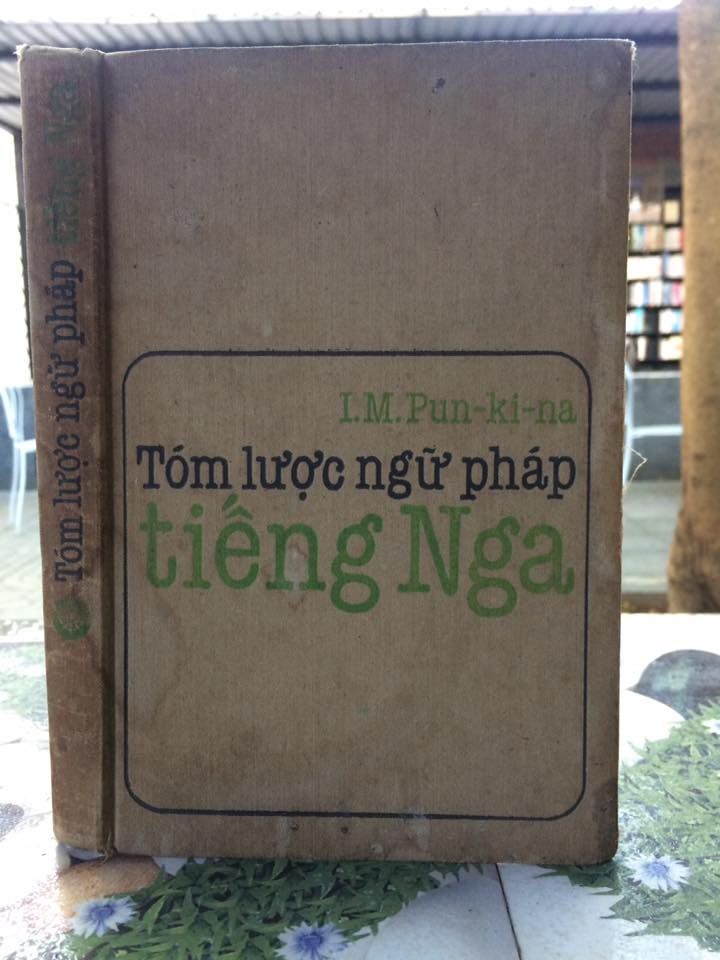 I.M. Pun-ki-na
Tóm lược ngữ pháp
tiếng Nga
Tóm lược ngữ pháp tiếng Nga